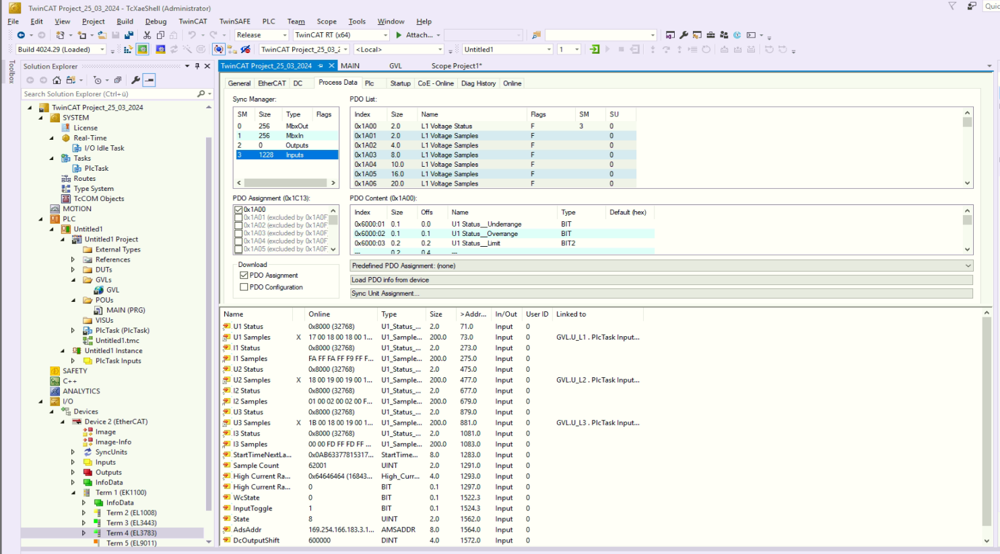 TwinCAT Project_25_03_2024 - TcXaeShell (Administrator)
Quic
File Edit View Project Build Debug TwinCAT TwinSAFE PLC Team Scope Tools Window Help
Release TwinCAT RT (x64) Attach...
Build 4024.29 (Loaded) TwinCAT Project_25_03_2 <Local> Untitled1 1
Toolbox
Solution Explorer
Search Solution Explorer (Ctrl+ü)
TwinCAT Project_25_03_2024
SYSTEM
License
Real-Time
I/O Idle Task
Tasks
PlcTask
Routes
Type System
TcCOM Objects
MOTION
PLC
Untitled1
Untitled1 Project
External Types
References
DUTs
GVLs
GVL
POUs
MAIN (PRG)
VISUs
PlcTask (PlcTask)
Untitled1.tmc
Untitled1 Instance
PlcTask Inputs
SAFETY
C++
ANALYTICS
I/O
Devices
Device 2 (EtherCAT)
Image
Image-Info
SyncUnits
Inputs
Outputs
InfoData
Term 1 (EK1100)
InfoData
Term 2 (EL1008)
Term 3 (EL3443)
Term 4 (EL3783)
Term 5 (EL9011)
TwinCAT Project_25_03_2024 MAIN GVL Scope Project1*
General EtherCAT DC Process Data Plc Startup CoE - Online Diag History Online
Sync Manager:
SM Size Type Flags
0 256 MbxOut
1 256 MbxIn
2 0 Outputs
3 1228 Inputs
PDO List:
Index Size Name Flags SM SU
0x1A00 2.0 L1 Voltage Status F 3 0
0x1A01 2.0 L1 Voltage Samples F 0
0x1A02 4.0 L1 Voltage Samples F 0
0x1A03 8.0 L1 Voltage Samples F 0
0x1A04 10.0 L1 Voltage Samples F 0
0x1A05 16.0 L1 Voltage Samples F 0
0x1A06 20.0 L1 Voltage Samples F 0
PDO Assignment (0x1C13):
0x1A00
0x1A01 (excluded by 0x1A0F
0x1A02 (excluded by 0x1A0F
0x1A03 (excluded by 0x1A0F
0x1A04 (excluded by 0x1A0F
0x1A05 (excluded by 0x1A0F
PDO Content (0x1A00):
Index Size Offs Name Type Default (hex)
0x6000:01 0.1 0.0 U1 Status__Underrange BIT
0x6000:02 0.1 0.1 U1 Status__Overrange BIT
0x6000:03 0.2 0.2 U1 Status__Limit BIT2
--- 0.2 0.4 ---
Download
PDO Assignment
PDO Configuration
Predefined PDO Assignment: (none)
Load PDO info from device
Sync Unit Assignment...
Name Online Type Size >Addr... In/Out User ID Linked to
U1 Status 0x8000 (32768) U1_Status_... 2.0 71.0 Input 0
U1 Samples X 17 00 18 00 18 00 1... U1_Sample... 200.0 73.0 Input 0 GVL.U_L1 . PlcTask Input...
I1 Status 0x8000 (32768) U1_Status_... 2.0 273.0 Input 0
I1 Samples FA FF FA FF F9 FF F... U1_Sample... 200.0 275.0 Input 0
U2 Status 0x8000 (32768) U1_Status_... 2.0 475.0 Input 0
U2 Samples X 18 00 19 00 19 00 1... U1_Sample... 200.0 477.0 Input 0 GVL.U_L2 . PlcTask Input...
I2 Status 0x8000 (32768) U1_Status_... 2.0 677.0 Input 0
I2 Samples 01 00 02 00 02 00 F... U1_Sample... 200.0 679.0 Input 0
U3 Status 0x8000 (32768) U1_Status_... 2.0 879.0 Input 0
U3 Samples X 1B 00 18 00 19 00 1... U1_Sample... 200.0 881.0 Input 0 GVL.U_L3 . PlcTask Input...
I3 Status 0x8000 (32768) U1_Status_... 2.0 1081.0 Input 0
I3 Samples 00 00 FD FF FD FF ... U1_Sample... 200.0 1083.0 Input 0
StartTimeNextLa... 0x0AB63377815317... StartTime... 8.0 1283.0 Input 0
Sample Count 62001 UINT 2.0 1291.0 Input 0
High Current Ra... 0x64646464 (16843... High_Curr... 4.0 1293.0 Input 0
High Current Ra... 0 BIT 0.1 1297.0 Input 0
WcState 0 BIT 0.1 1522.3 Input 0
InputToggle 1 BIT 0.1 1524.3 Input 0
State 8 UINT 2.0 1562.0 Input 0
AdsAddr 169.254.166.183.3.1... AMSADDR 8.0 1564.0 Input 0
DcOutputShift 600000 DINT 4.0 1572.0 Input 0